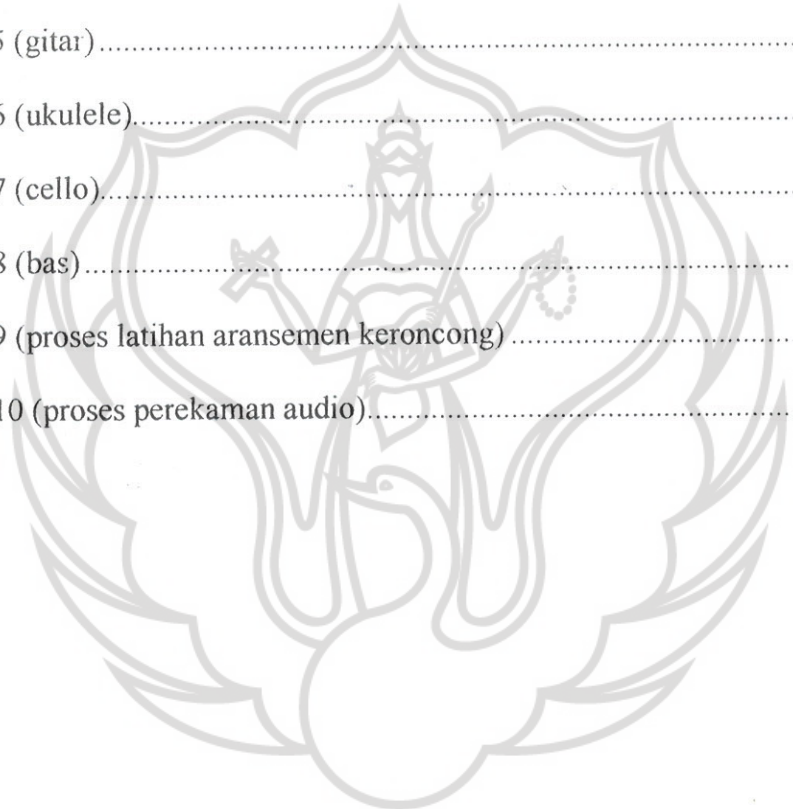 5 (gitar)................................................................................................
6 (ukulele)...........................................................................................
7 (cello)...............................................................................................
8 (bas).................................................................................................
9 (proses latihan aransemen keroncong).......................................
10 (proses perekaman audio)..........................................................